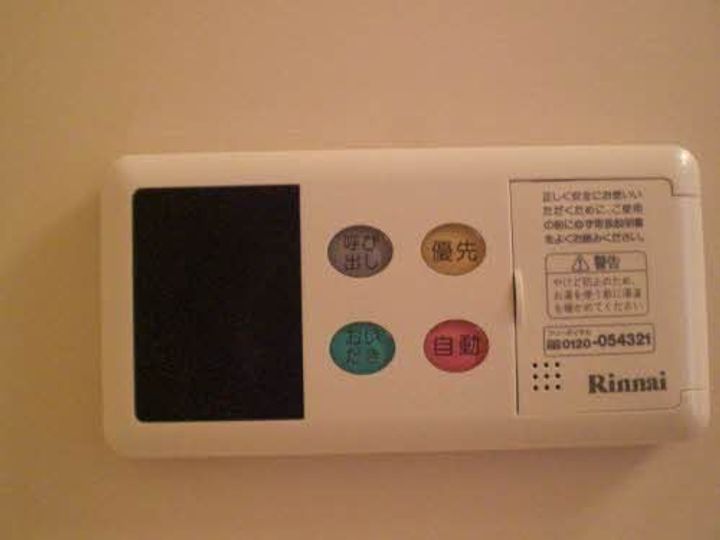 呼び
出し
優先
おい
だき
自動
正しく安全にお使いい
ただくために、ご使用
の前に必ず取扱説明書
をよくお読みください。
警告
やけど防止のため、
お湯を使う前に湯温
を確かめてください
フリーダイヤル
0120-054321
Rinnai